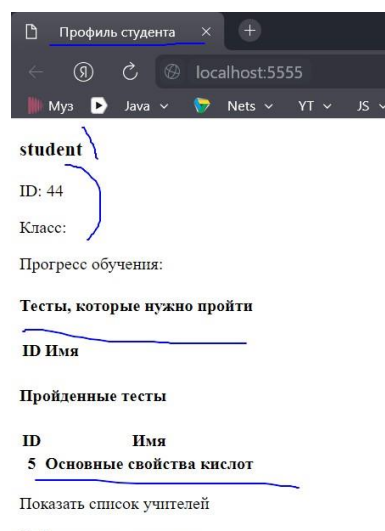 Профиль студента
localhost:5555
Муз Java Nets YT JS
student
ID: 44
Класс:
Прогресс обучения:
Тесты, которые нужно пройти
ID Имя
Пройденные тесты
ID Имя
5 Основные свойства кислот
Показать список учителей